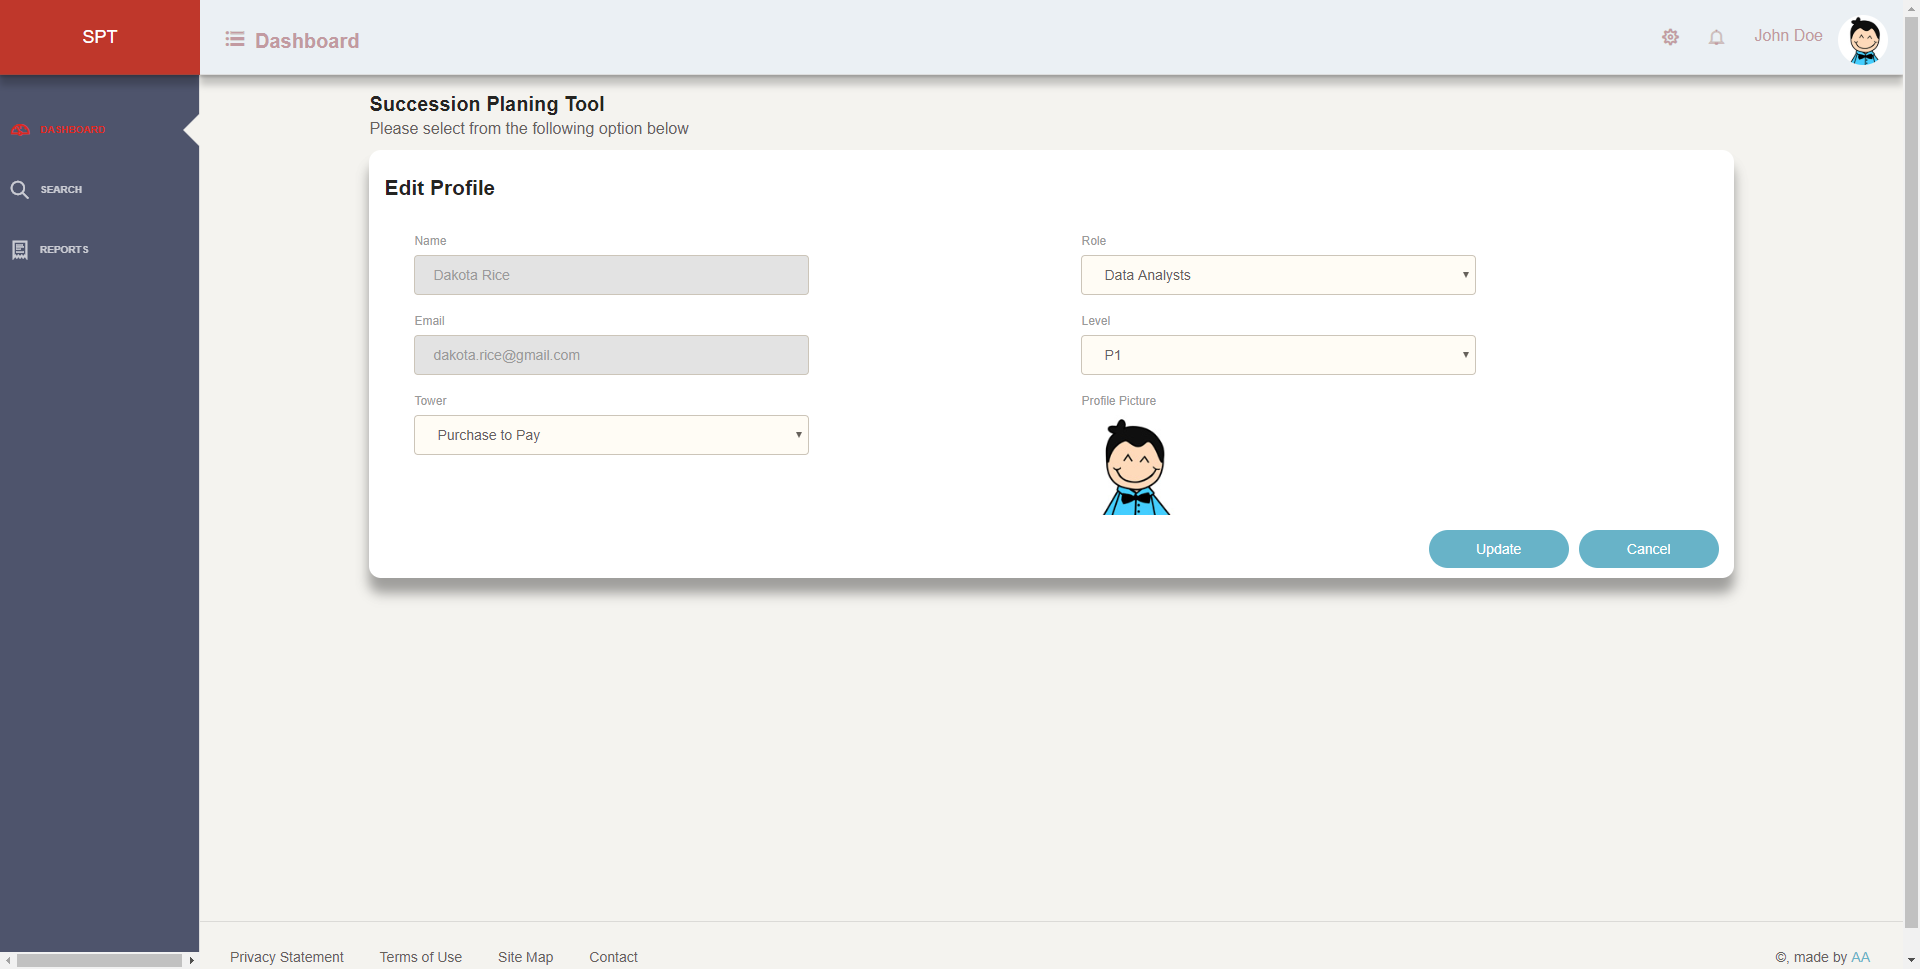 SPT
Dashboard
John Doe
DASHBOARD
SEARCH
REPORTS
Succession Planing Tool
Please select from the following option below
Edit Profile
Name
Role
Dakota Rice
Data Analysts
Email
Level
dakota.rice@gmail.com
P1
Tower
Profile Picture
Purchase to Pay
Update
Cancel
Privacy Statement
Terms of Use
Site Map
Contact
©, made by AA